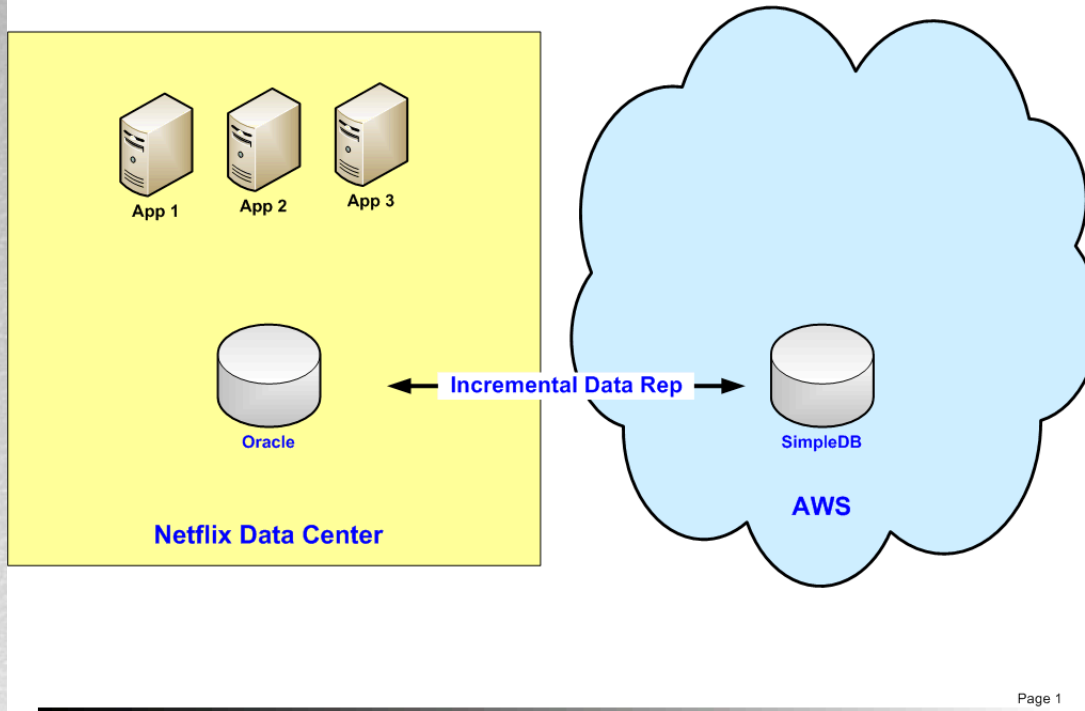 App 1
App 2
App 3
Incremental Data Rep
Oracle
SimpleDB
AWS
Netflix Data Center
Page 1